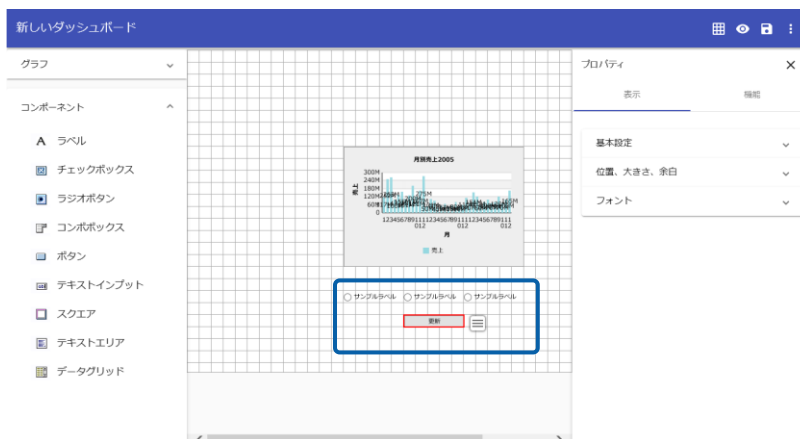 新しいダッシュボード
グラフ
コンポーネント
A ラベル
チェックボックス
ラジオボタン
コンボボックス
ボタン
テキストインプット
スクエア
テキストエリア
データグリッド
月別売上2005
売上
300M
240M
180M
120M
60M
0
275M
123456789111123456789111123456789111
012 012 012
月
売上
サンプルラベル サンプルラベル サンプルラベル
更新
プロパティ
表示 機能
基本設定
位置、大きさ、余白
フォント